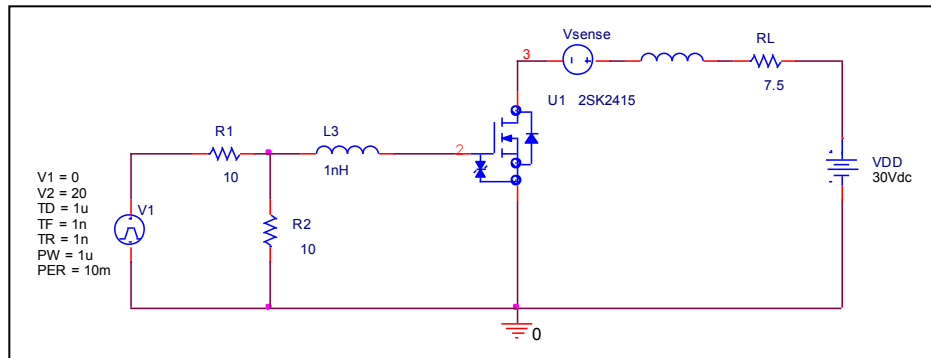 Vsense
3
RL
7.5
U1 2SK2415
R1
10
L3
1nH
2
VDD
30Vdc
V1 = 0
V2 = 20
TD = 1u
TF = 1n
TR = 1n
PW = 1u
PER = 10m
V1
R2
10
0